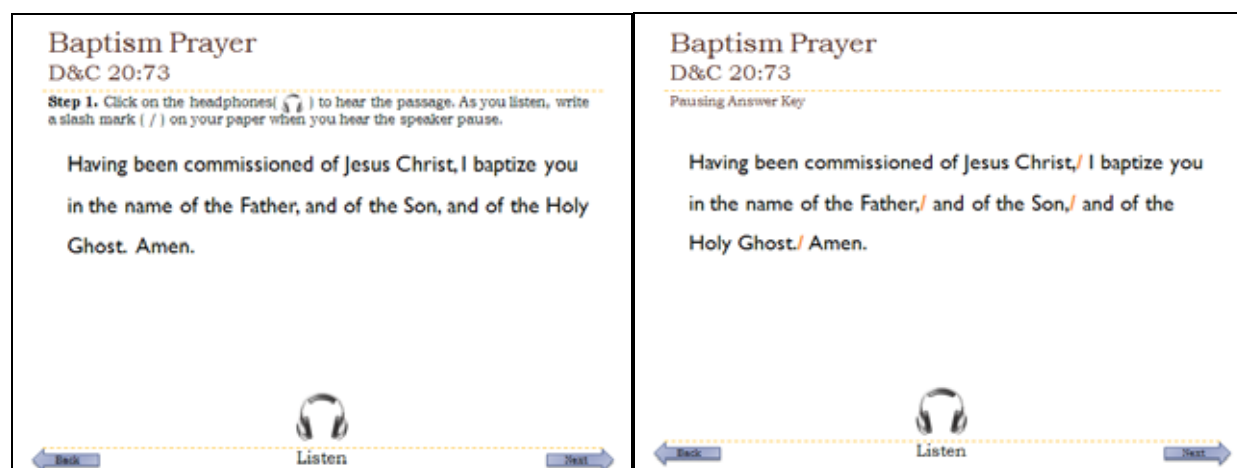 Baptism Prayer
D&C 20:73
Step 1. Click on the headphones( ) to hear the passage. As you listen, write
a slash mark ( / ) on your paper when you hear the speaker pause.
Having been commissioned of Jesus Christ, I baptize you
in the name of the Father, and of the Son, and of the Holy
Ghost. Amen.
Back
Listen
Next
Baptism Prayer
D&C 20:73
Pausing Answer Key
Having been commissioned of Jesus Christ,/ I baptize you
in the name of the Father,/ and of the Son,/ and of the
Holy Ghost./ Amen.
Back
Listen
Next